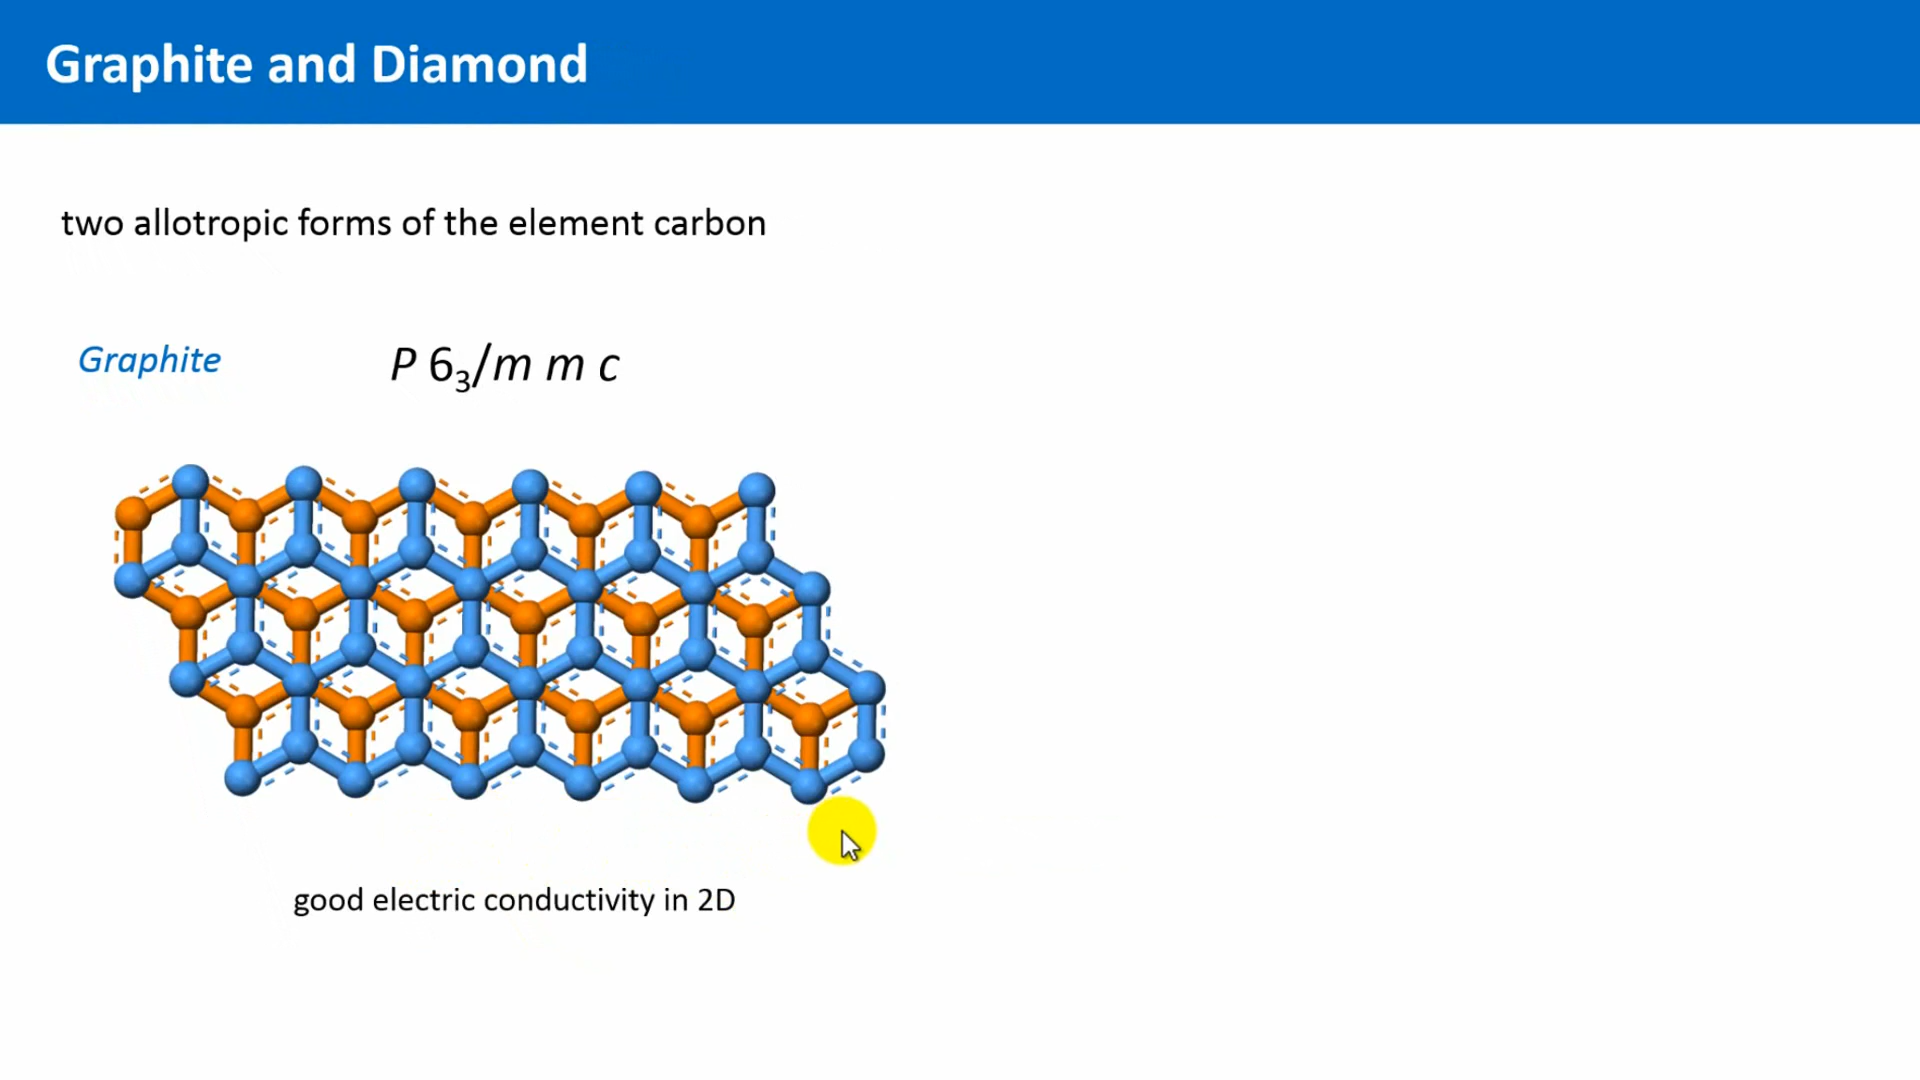 Graphite and Diamond
two allotropic forms of the element carbon
Graphite
P 6₃/m m c
good electric conductivity in 2D